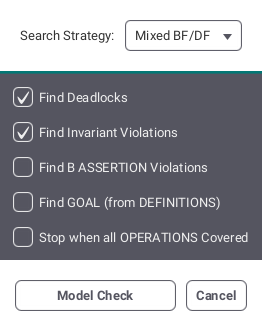 Search Strategy: Mixed BF/DF
Find Deadlocks
Find Invariant Violations
Find B ASSERTION Violations
Find GOAL (from DEFINITIONS)
Stop when all OPERATIONS Covered
Model Check Cancel